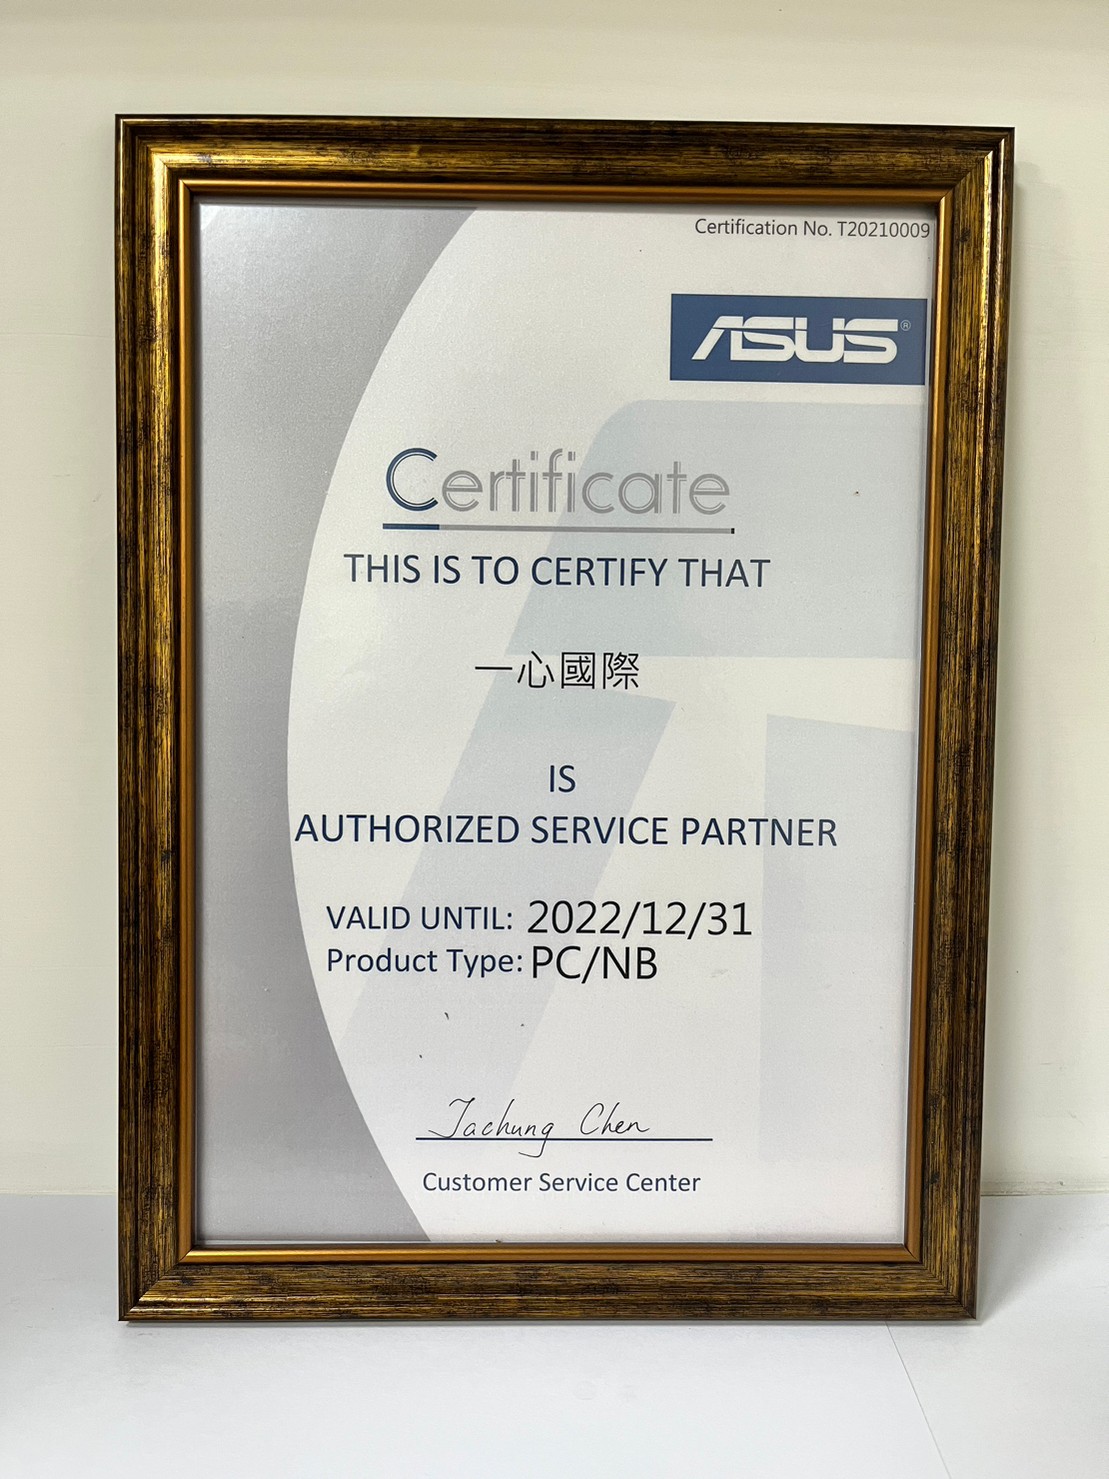 Certification No. T20210009
ASUS®
Certificate
THIS IS TO CERTIFY THAT
一心國際
IS
AUTHORIZED SERVICE PARTNER
VALID UNTIL: 2022/12/31
Product Type: PC/NB
Jachung Chen
Customer Service Center